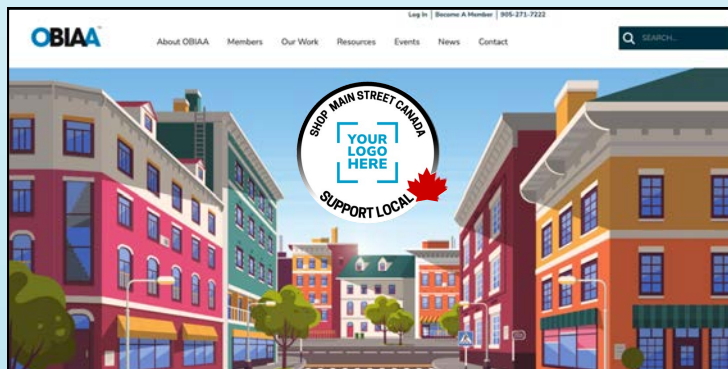 Log In | Become A Member | 905-271-7222
OBIAA
About OBIAA Members Our Work Resources Events News Contact
SEARCH...
SHOP MAIN STREET CANADA
YOUR
LOGO
HERE
SUPPORT LOCAL